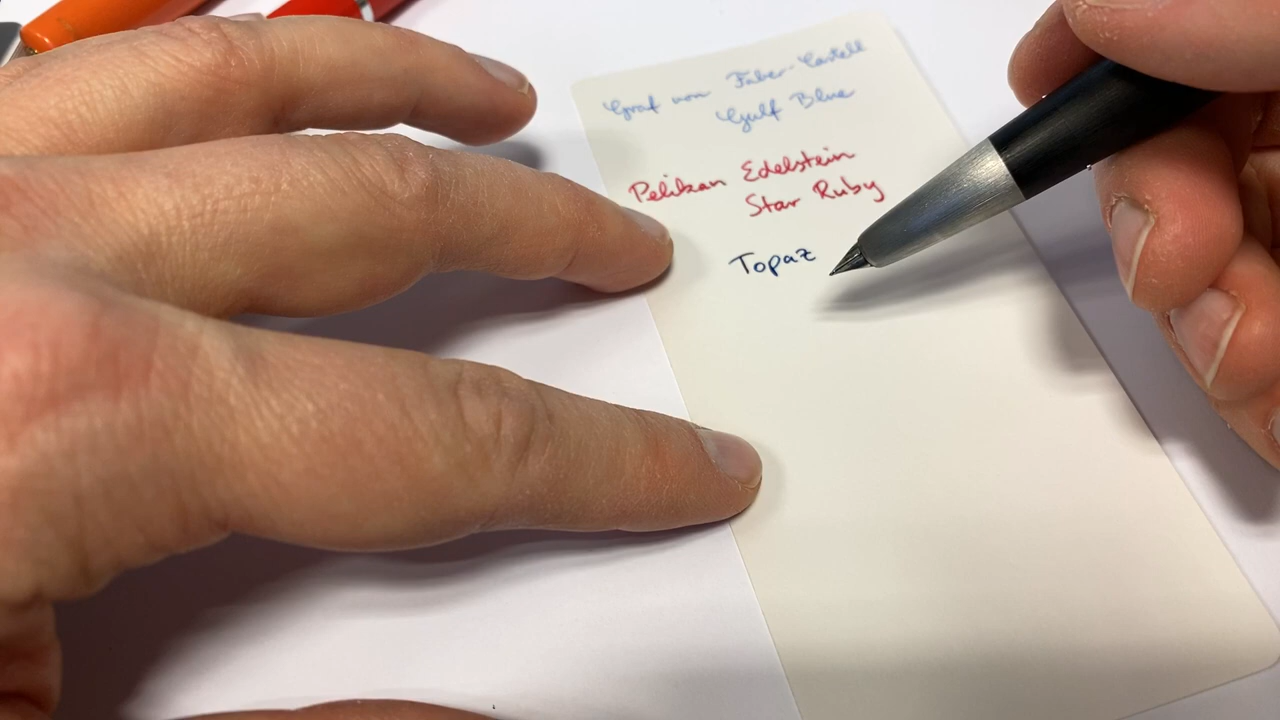 Graf von Faber-Castell
Gulf Blue
Pelikan Edelstein
Star Ruby
Topaz